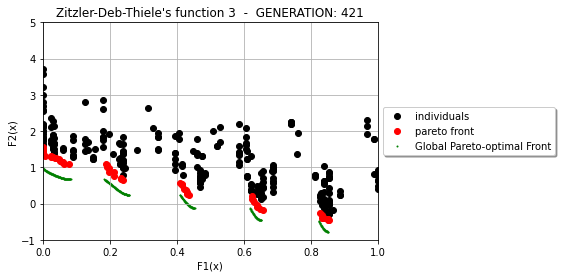 Zitzler-Deb-Thiele's function 3 - GENERATION: 421
5
4
3
2
1
0
−1
F2(x)
0.0 0.2 0.4 0.6 0.8 1.0
F1(x)
individuals
pareto front
Global Pareto-optimal Front